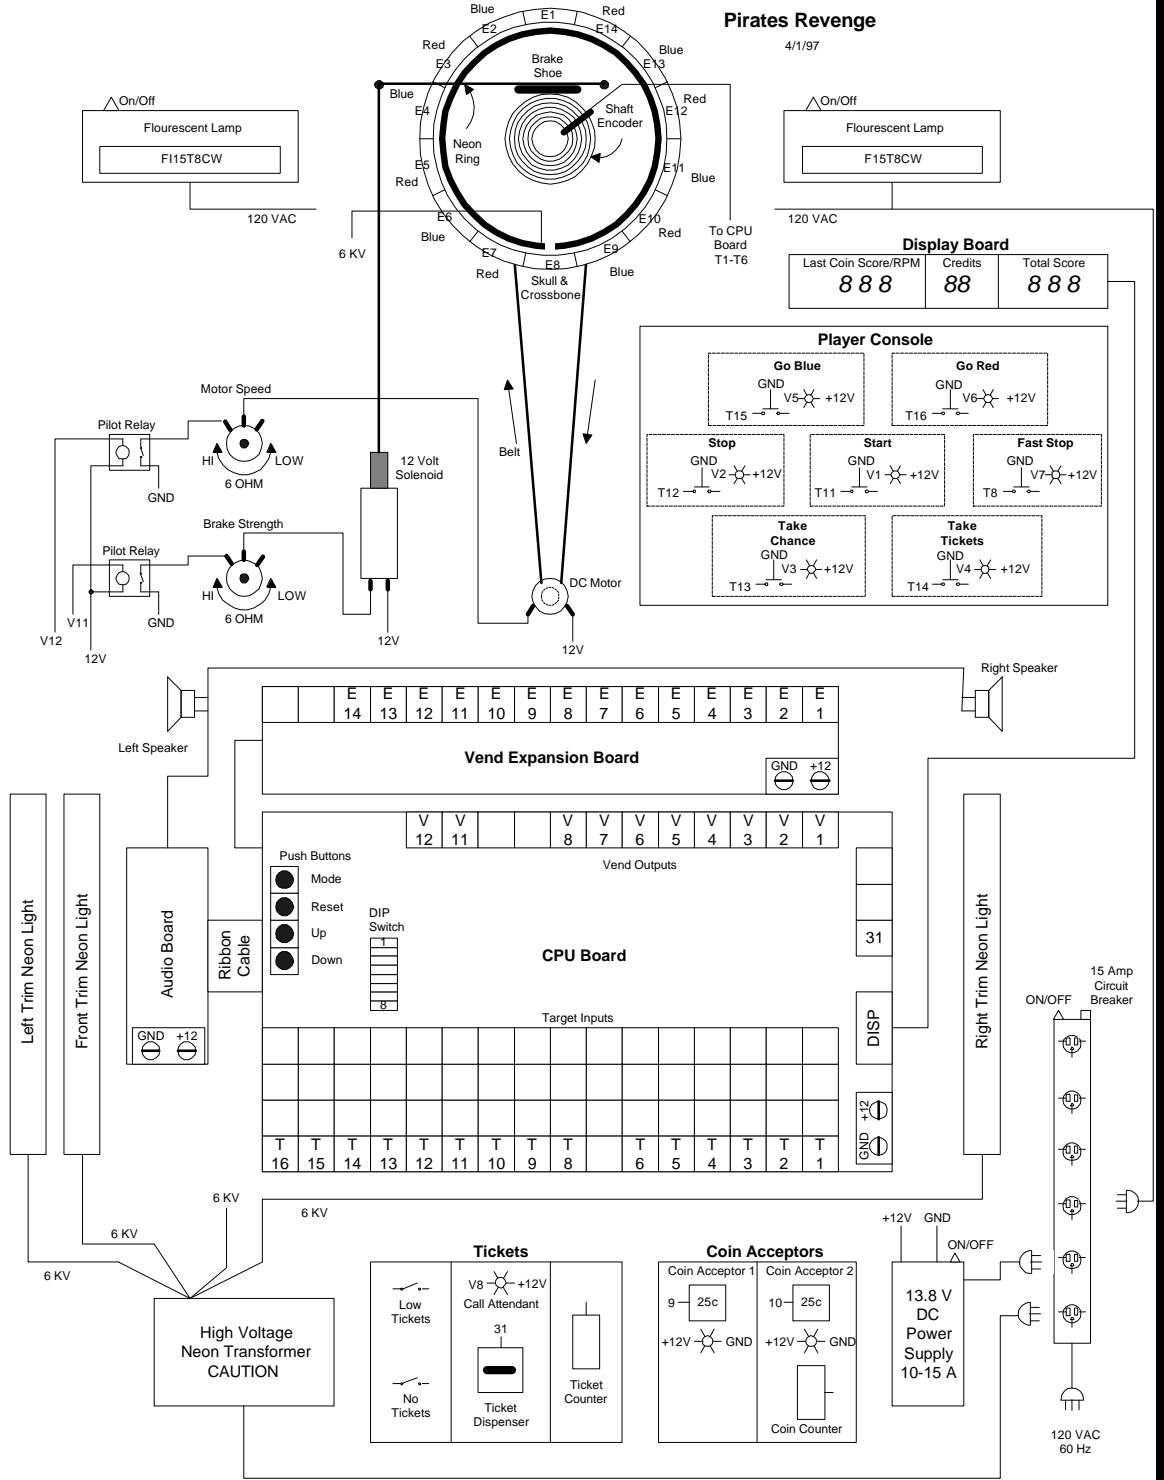 Pirates Revenge
4/1/97
Blue
E1
Red
E2
E14
Red
Blue
E3
E13
Brake
Shoe
Blue
Red
E4
E12
Shaft
Encoder
Neon
Ring
E5
E11
Red
Blue
E6
E10
Blue
Red
E7
E9
Red
E8
Blue
Skull &
Crossbone
6 KV
To CPU
Board
T1-T6
On/Off
Flourescent Lamp
FI15T8CW
120 VAC
On/Off
Flourescent Lamp
F15T8CW
120 VAC
Display Board
Last Coin Score/RPM
Credits
Total Score
8 8 8
88
8 8 8
Player Console
Go Blue
GND
V5 +12V
T15
Go Red
GND
V6 +12V
T16
Stop
GND
V2 +12V
T12
Start
GND
V1 +12V
T11
Fast Stop
GND
V7 +12V
T8
Take
Chance
GND
V3 +12V
T13
Take
Tickets
GND
V4 +12V
T14
Motor Speed
Pilot Relay
HI LOW
6 OHM
GND
12 Volt
Solenoid
Belt
Brake Strength
Pilot Relay
HI LOW
6 OHM
GND
V11
V12
12V
12V
DC Motor
12V
Right Speaker
Left Speaker
E E E E E E E E E E E E E E
14 13 12 11 10 9 8 7 6 5 4 3 2 1
Vend Expansion Board
GND +12
V V V V V V V V V V
12 11 8 7 6 5 4 3 2 1
Vend Outputs
Push Buttons
Mode
Reset
Up
Down
DIP
Switch
1
8
CPU Board
31
DISP
+12
GND
Target Inputs
T T T T T T T T T T T T T T T
16 15 14 13 12 11 10 9 8 6 5 4 3 2 1
Left Trim Neon Light
Front Trim Neon Light
Audio Board
GND +12
Ribbon
Cable
Right Trim Neon Light
15 Amp
Circuit
Breaker
ON/OFF
6 KV
6 KV
6 KV
6 KV
High Voltage
Neon Transformer
CAUTION
Tickets
Low
Tickets
No
Tickets
V8 +12V
Call Attendant
31
Ticket
Dispenser
Ticket
Counter
Coin Acceptors
Coin Acceptor 1
9 25c
+12V GND
Coin Acceptor 2
10 25c
+12V GND
Coin Counter
+12V GND
ON/OFF
13.8 V
DC
Power
Supply
10-15 A
120 VAC
60 Hz